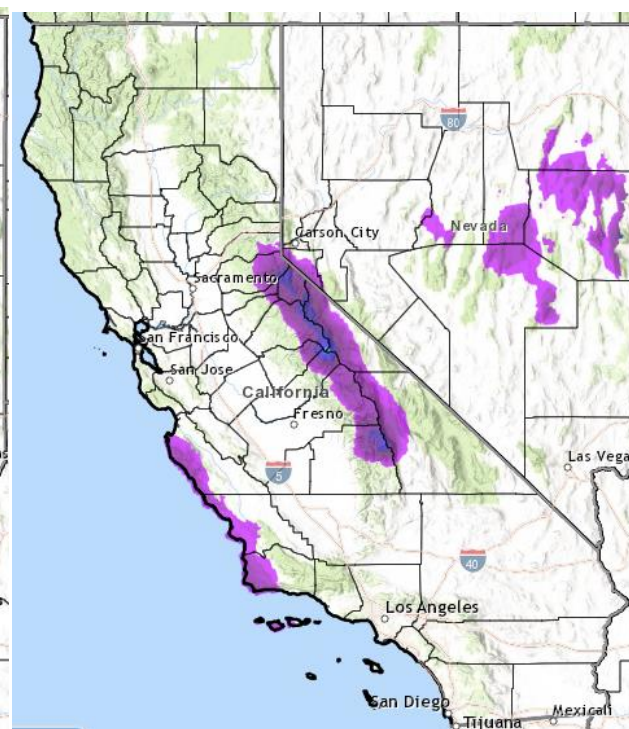 80
Carson City
Nevada
Sacramento
San Francisco
San Jose
California
Fresno
5
Las Vega
40
Los Angeles
San Diego
Mexicali
Tijuana